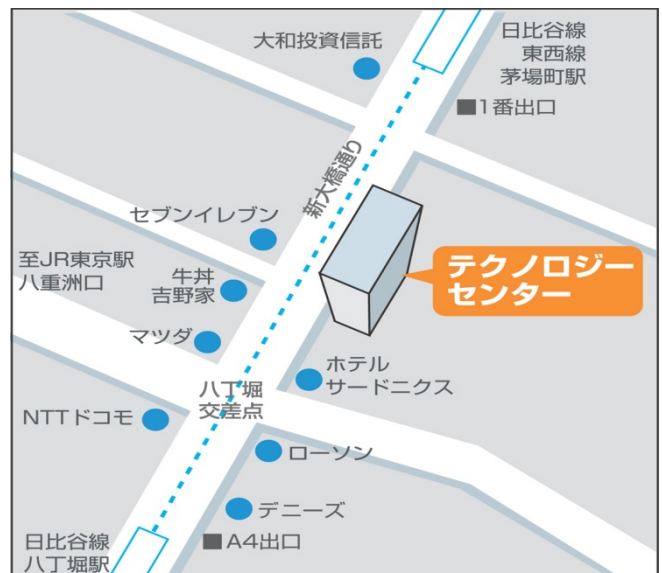 大和投資信託
日比谷線
東西線
茅場町駅
■1番出口
新大橋通り
セブンイレブン
至JR東京駅
八重洲口
牛丼
吉野家
テクノロジー
センター
マツダ
ホテル
サードニクス
八丁堀
交差点
NTTドコモ
ローソン
デニーズ
日比谷線
八丁堀駅
■A4出口